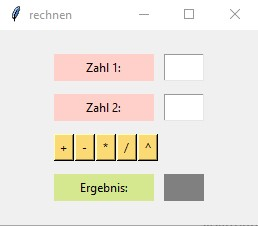 rechnen
Zahl 1:
Zahl 2:
+ - * / ^
Ergebnis: